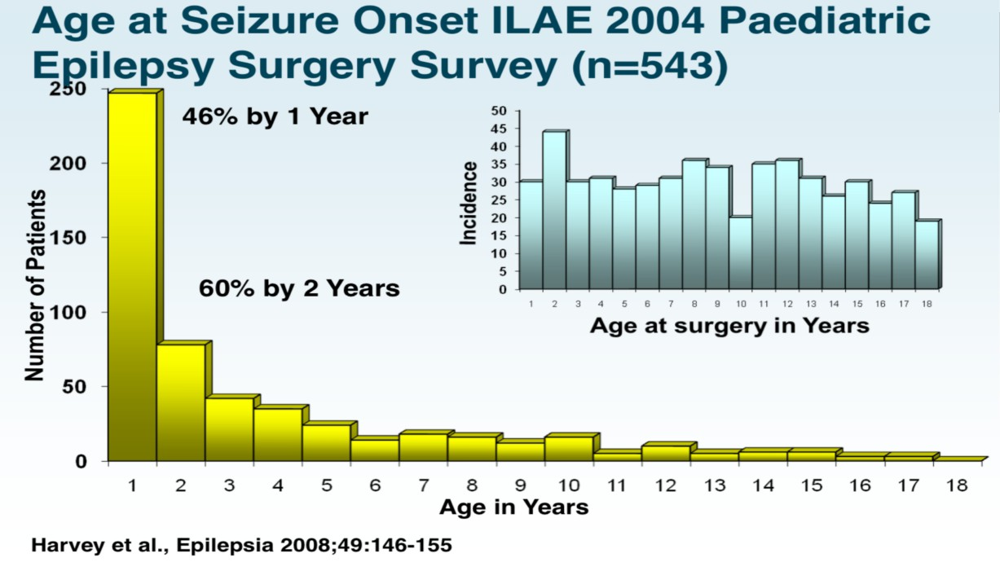 Age at Seizure Onset ILAE 2004 Paediatric
Epilepsy Surgery Survey (n=543)
250
200
150
100
50
0
Number of Patients
46% by 1 Year
60% by 2 Years
1 2 3 4 5 6 7 8 9 10 11 12 13 14 15 16 17 18
Age in Years
50
45
40
35
30
25
20
15
10
5
0
Incidence
1 2 3 4 5 6 7 8 9 10 11 12 13 14 15 16 17 18
Age at surgery in Years
Harvey et al., Epilepsia 2008;49:146-155